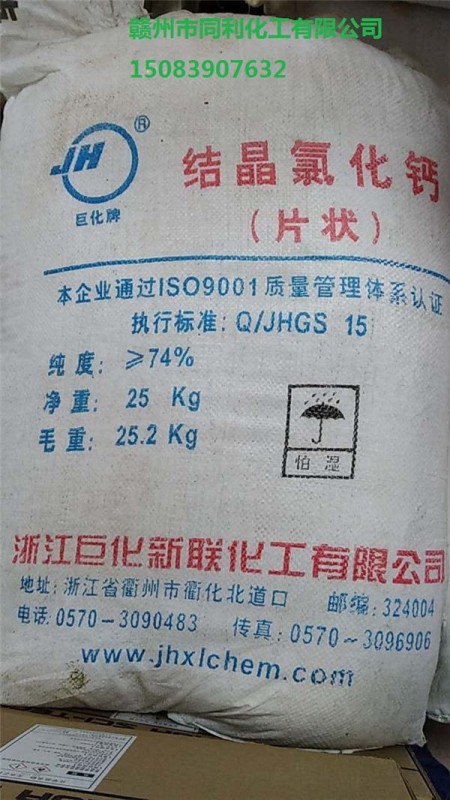 赣州市同利化工有限公司
15083907632
JH
®
巨化牌
结晶氯化钙
(片状)
本企业通过ISO9001质量管理体系认证
执行标准: Q/JHGS 15
纯度: ≥74%
净重: 25 Kg
毛重: 25.2 Kg
怕湿
浙江巨化新联化工有限公司
地址: 浙江省衢州市衢化北道口 邮编: 324004
电话: 0570-3090483 传真: 0570~3096906
www.jhxlchem.com